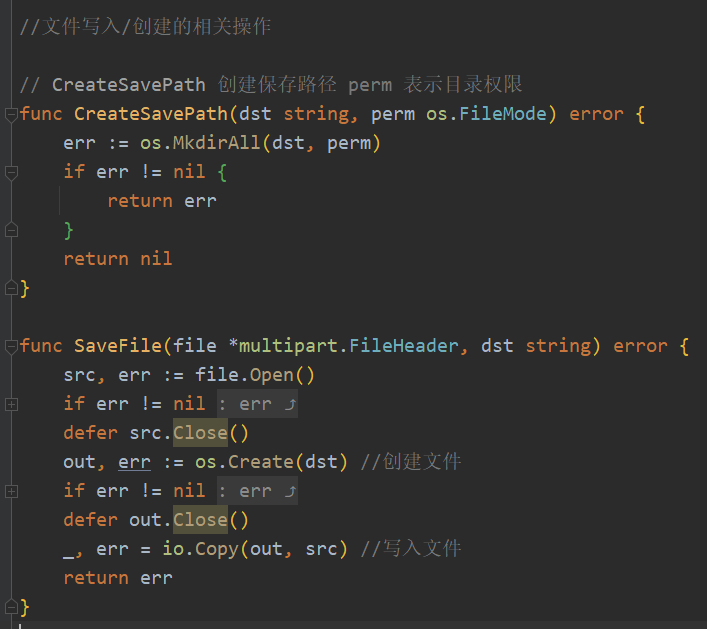 //文件写入/创建的相关操作
// CreateSavePath 创建保存路径 perm 表示目录权限
func CreateSavePath(dst string, perm os.FileMode) error {
    err := os.MkdirAll(dst, perm)
    if err != nil {
        return err
    }
    return nil
}
func SaveFile(file *multipart.FileHeader, dst string) error {
    src, err := file.Open()
    if err != nil : err ⤴
    defer src.Close()
    out, err := os.Create(dst) //创建文件
    if err != nil : err ⤴
    defer out.Close()
    _, err = io.Copy(out, src) //写入文件
    return err
}